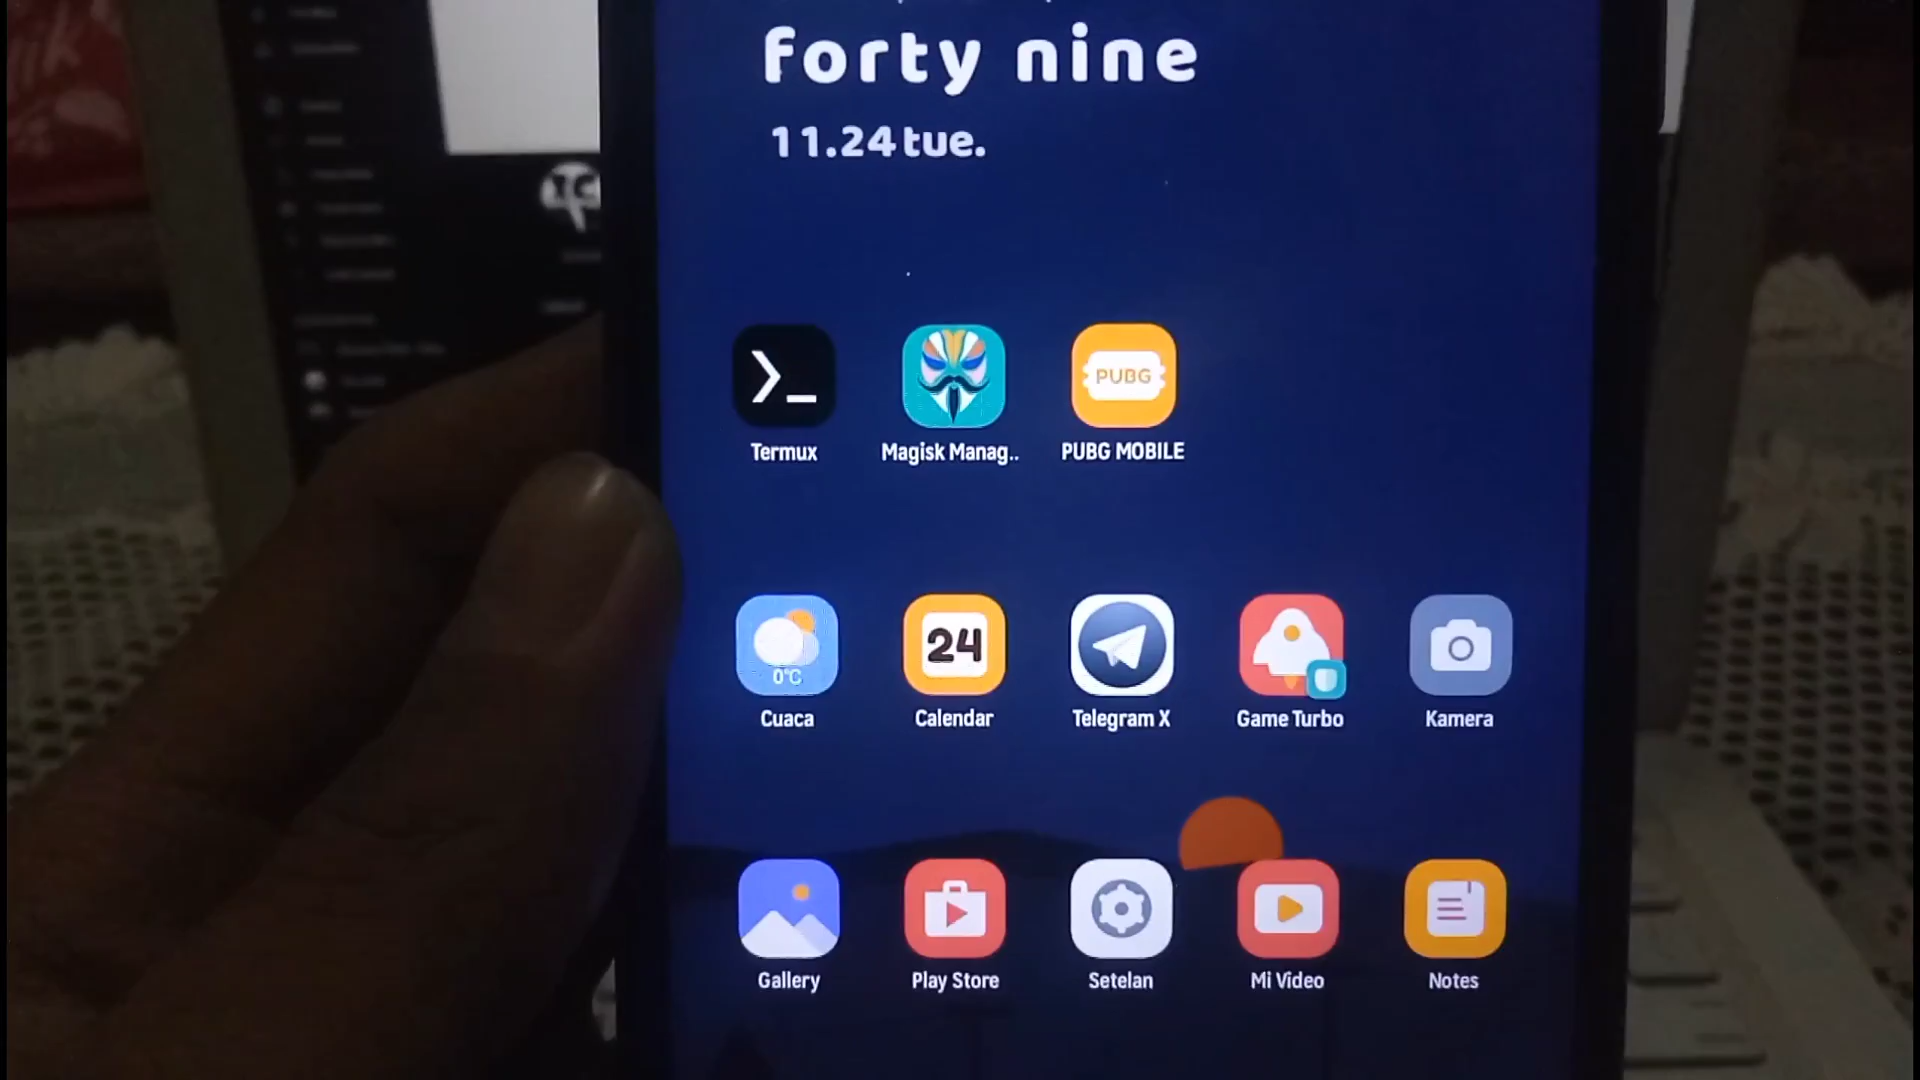 forty nine
11.24 tue.
PUBG
Termux
Magisk Manag..
PUBG MOBILE
0°C
24
Cuaca
Calendar
Telegram X
Game Turbo
Kamera
Gallery
Play Store
Setelan
Mi Video
Notes